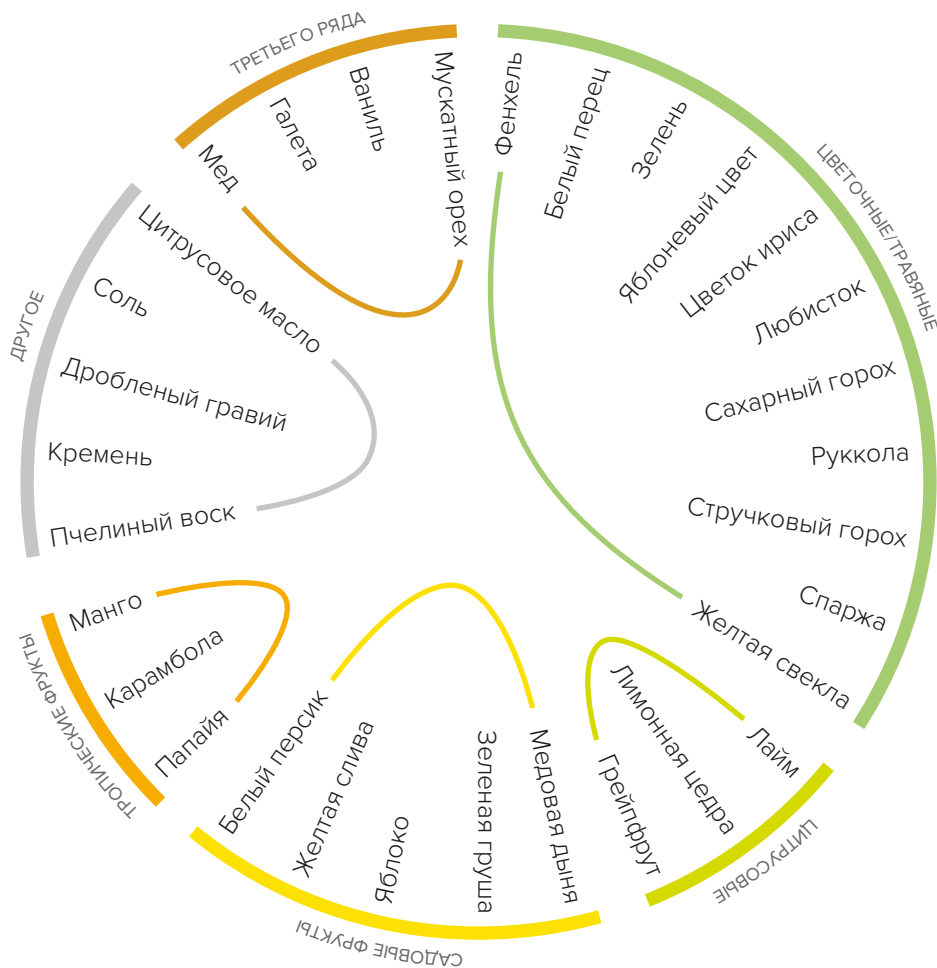 ТРЕТЬЕГО РЯДА
Мед
Галета
Ваниль
Мускатный орех
ЦВЕТОЧНЫЕ/ТРАВЯНЫЕ
Фенхель
Белый перец
Зелень
Яблоневый цвет
Цветок ириса
Любисток
Сахарный горох
Руккола
Стручковый горох
Спаржа
Желтая свекла
ЦИТРУСОВЫЕ
Лайм
Лимонная цедра
Грейпфрут
САДОВЫЕ ФРУКТЫ
Медовая дыня
Зеленая груша
Яблоко
Желтая слива
Белый персик
ТРОПИЧЕСКИЕ ФРУКТЫ
Папайя
Карамбола
Манго
ДРУГОЕ
Пчелиный воск
Кремень
Дробленый гравий
Соль
Цитрусовое масло